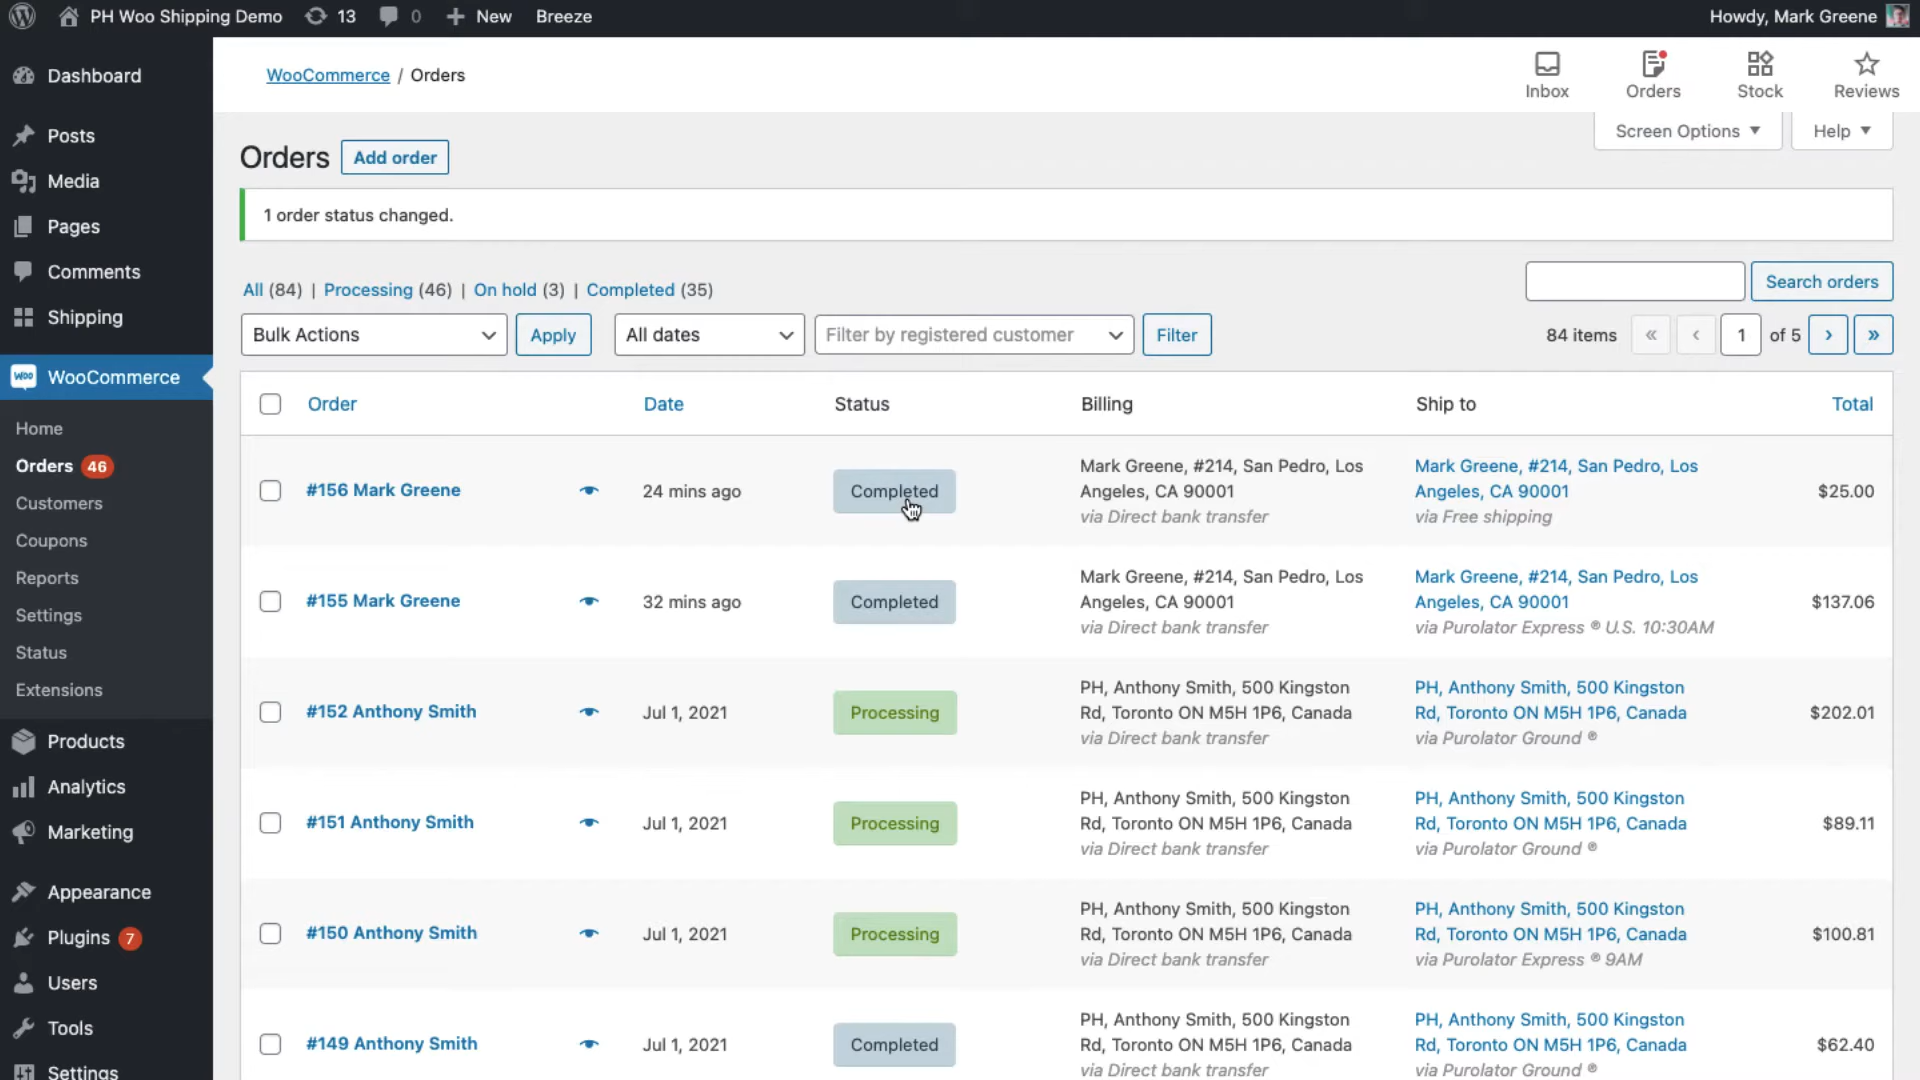 PH Woo Shipping Demo 13 0 New Breeze Howdy, Mark Greene
Dashboard
Posts
Media
Pages
Comments
Shipping
WOO WooCommerce
Home
Orders 46
Customers
Coupons
Reports
Settings
Status
Extensions
Products
Analytics
Marketing
Appearance
Plugins 7
Users
Tools
Settings
WooCommerce / Orders
Inbox Orders Stock Reviews
Screen Options ▼ Help ▼
Orders Add order
1 order status changed.
All (84) | Processing (46) | On hold (3) | Completed (35) Search orders
Bulk Actions Apply All dates Filter by registered customer Filter 84 items « ‹ 1 of 5 › »
Order Date Status Billing Ship to Total
#156 Mark Greene 24 mins ago Completed Mark Greene, #214, San Pedro, Los Mark Greene, #214, San Pedro, Los $25.00
Angeles, CA 90001 Angeles, CA 90001
via Direct bank transfer via Free shipping
#155 Mark Greene 32 mins ago Completed Mark Greene, #214, San Pedro, Los Mark Greene, #214, San Pedro, Los $137.06
Angeles, CA 90001 Angeles, CA 90001
via Direct bank transfer via Purolator Express ® U.S. 10:30AM
#152 Anthony Smith Jul 1, 2021 Processing PH, Anthony Smith, 500 Kingston PH, Anthony Smith, 500 Kingston $202.01
Rd, Toronto ON M5H 1P6, Canada Rd, Toronto ON M5H 1P6, Canada
via Direct bank transfer via Purolator Ground ®
#151 Anthony Smith Jul 1, 2021 Processing PH, Anthony Smith, 500 Kingston PH, Anthony Smith, 500 Kingston $89.11
Rd, Toronto ON M5H 1P6, Canada Rd, Toronto ON M5H 1P6, Canada
via Direct bank transfer via Purolator Ground ®
#150 Anthony Smith Jul 1, 2021 Processing PH, Anthony Smith, 500 Kingston PH, Anthony Smith, 500 Kingston $100.81
Rd, Toronto ON M5H 1P6, Canada Rd, Toronto ON M5H 1P6, Canada
via Direct bank transfer via Purolator Express ® 9AM
#149 Anthony Smith Jul 1, 2021 Completed PH, Anthony Smith, 500 Kingston PH, Anthony Smith, 500 Kingston $62.40
Rd, Toronto ON M5H 1P6, Canada Rd, Toronto ON M5H 1P6, Canada
via Direct bank transfer via Purolator Ground ®